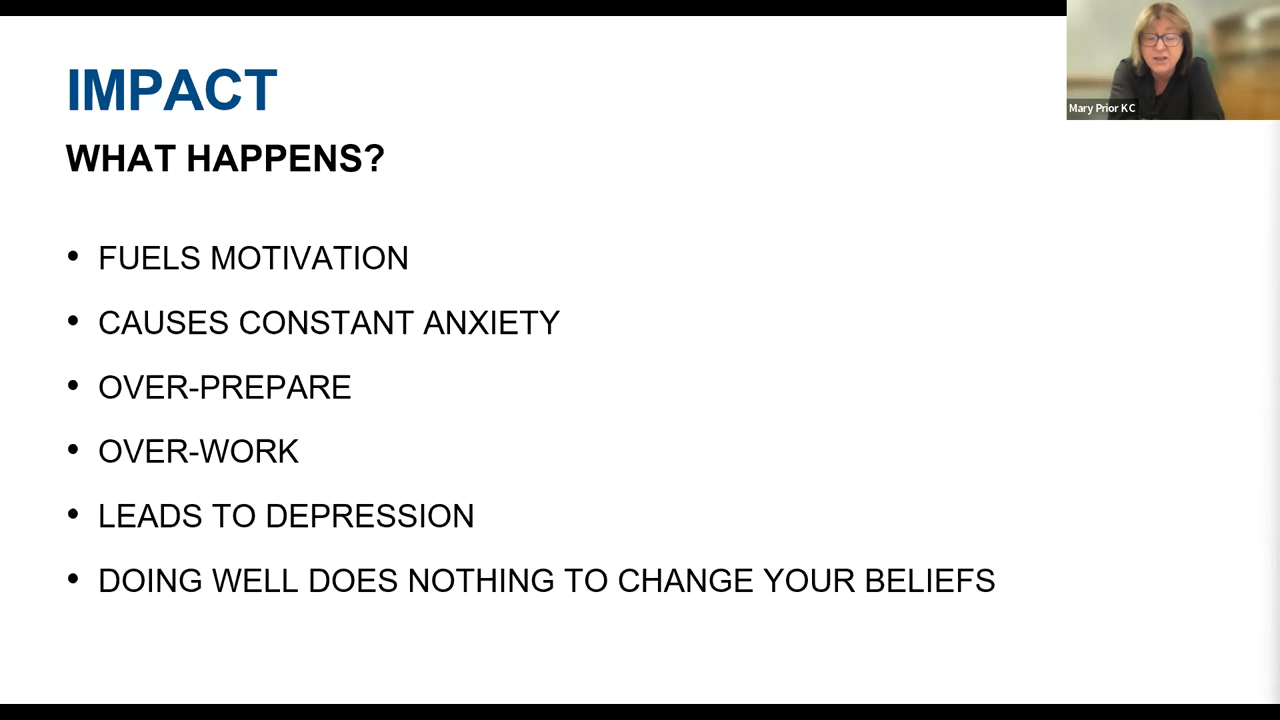 IMPACT
WHAT HAPPENS?
• FUELS MOTIVATION
• CAUSES CONSTANT ANXIETY
• OVER-PREPARE
• OVER-WORK
• LEADS TO DEPRESSION
• DOING WELL DOES NOTHING TO CHANGE YOUR BELIEFS
Mary Prior KC